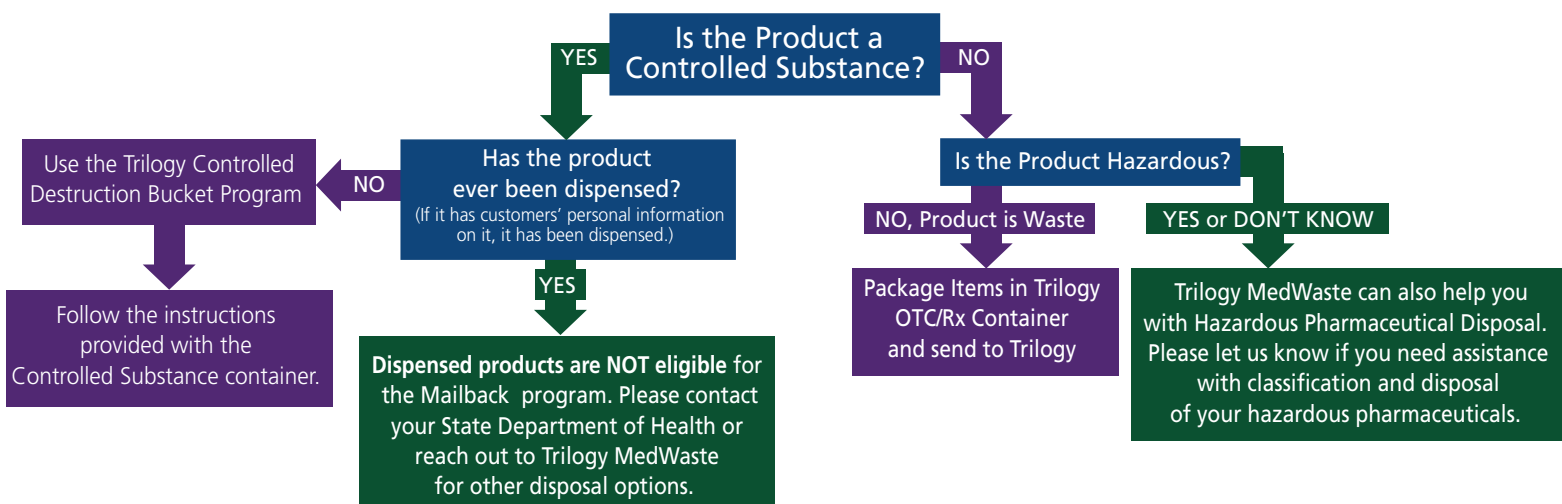 Is the Product a
Controlled Substance?
YES
NO
Has the product
ever been dispensed?
(If it has customers’ personal information
on it, it has been dispensed.)
NO
Use the Trilogy Controlled
Destruction Bucket Program
Follow the instructions
provided with the
Controlled Substance container.
YES
Dispensed products are NOT eligible for
the Mailback program. Please contact
your State Department of Health or
reach out to Trilogy MedWaste
for other disposal options.
Is the Product Hazardous?
NO, Product is Waste
Package Items in Trilogy
OTC/Rx Container
and send to Trilogy
YES or DON’T KNOW
Trilogy MedWaste can also help you
with Hazardous Pharmaceutical Disposal.
Please let us know if you need assistance
with classification and disposal
of your hazardous pharmaceuticals.